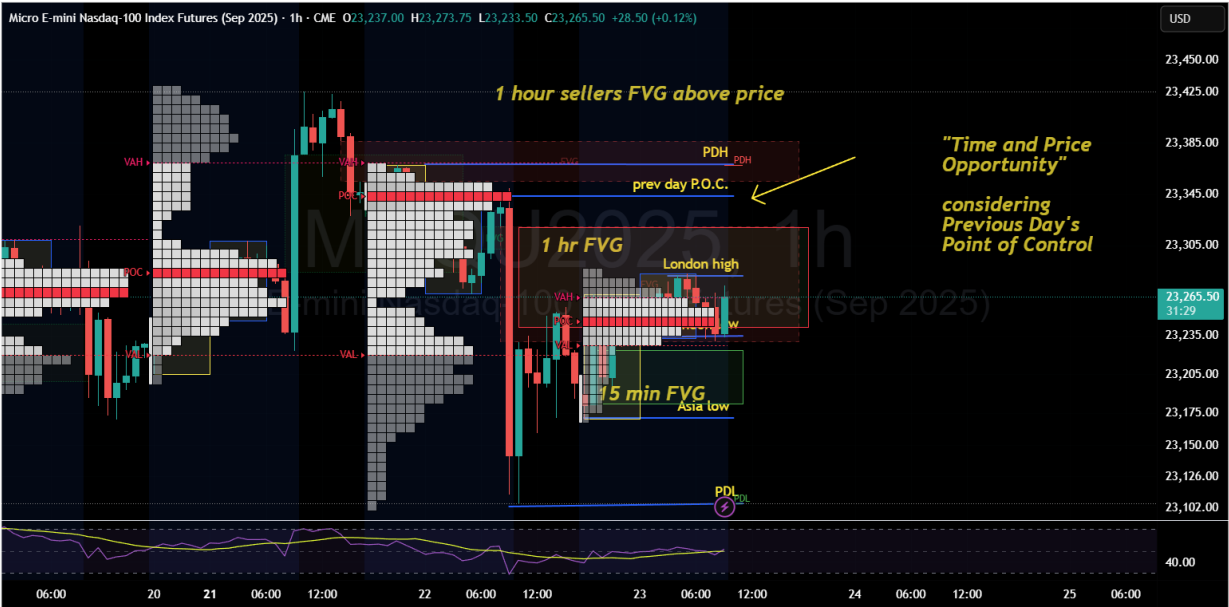 Micro E-mini Nasdaq-100 Index Futures (Sep 2025) · 1h · CME O23,237.00 H23,273.75 L23,233.50 C23,265.50 +28.50 (+0.12%)
USD
23,450.00
1 hour sellers FVG above price
23,425.00
23,385.00
"Time and Price
Opportunity"
considering
Previous Day's
Point of Control
VAH
VAH
FVG
PDH
PDH
prev day P.O.C.
POC
23,345.00
1 hr FVG
23,305.00
London high
POC
FVG
VAH
23,265.50
31:29
POC
23,235.00
VAL
VAL
VAL
23,205.00
15 min FVG
Asia low
23,175.00
23,150.00
23,126.00
PDL
PDL
23,102.00
40.00
06:00 20 21 06:00 12:00 22 06:00 12:00 23 06:00 12:00 24 06:00 12:00 25 06:00